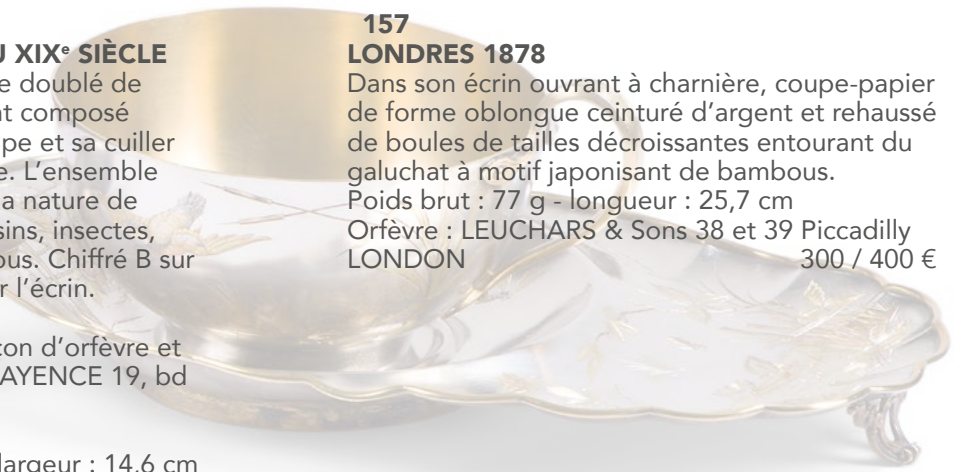 U XIXe SIÈCLE
e doublé de
nt composé
pe et sa cuiller
e. L'ensemble
a nature de
sins, insectes,
ous. Chiffré B sur
r l'écrin.
çon d'orfèvre et
AYENCE 19, bd
largeur : 14,6 cm
157
LONDRES 1878
Dans son écrin ouvrant à charnière, coupe-papier
de forme oblongue ceinturé d'argent et rehaussé
de boules de tailles décroissantes entourant du
galuchat à motif japonisant de bambous.
Poids brut : 77 g - longueur : 25,7 cm
Orfèvre : LEUCHARS & Sons 38 et 39 Piccadilly
LONDON 300 / 400 €